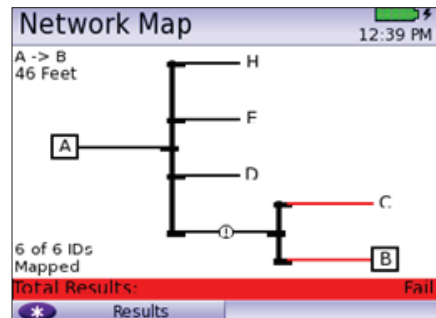 Network Map
12:39 PM
A -> B
46 Feet
H
E
A
D
C
B
6 of 6 IDs
Mapped
Total Results: Fail
* Results